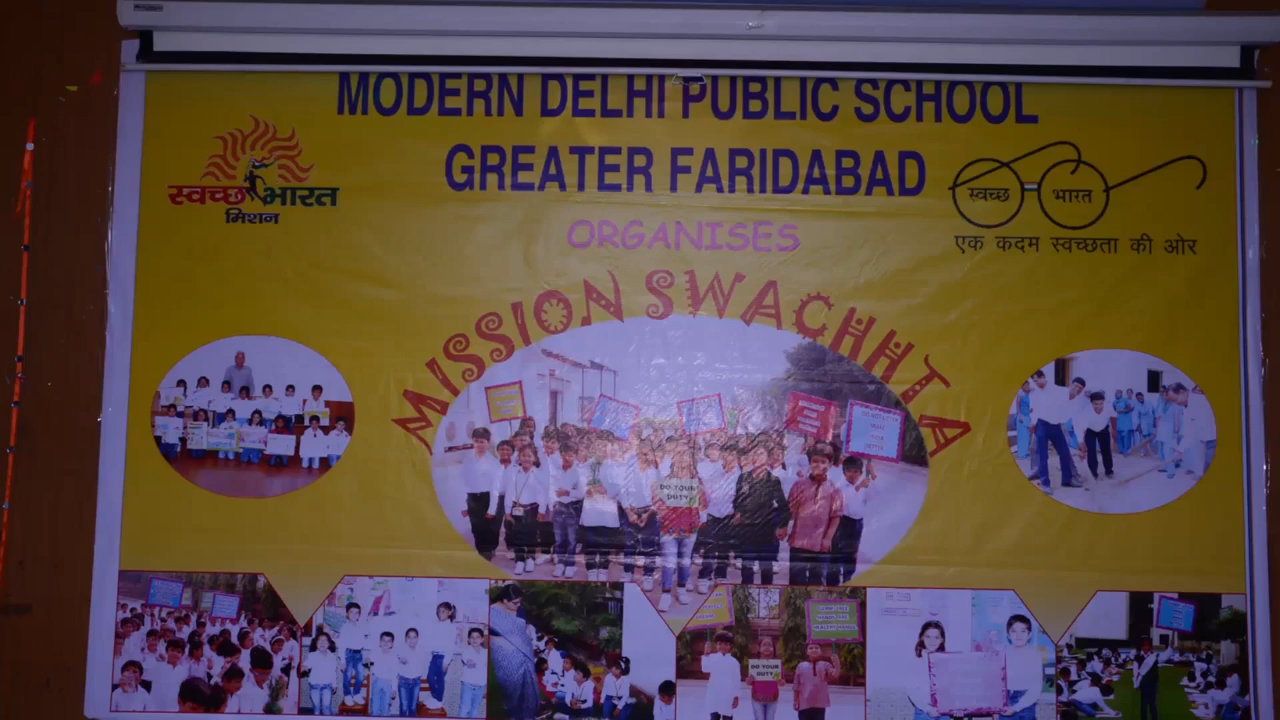 MODERN DELHI PUBLIC SCHOOL
GREATER FARIDABAD
स्वच्छ भारत
मिशन
स्वच्छ भारत
एक कदम स्वच्छता की ओर
ORGANISES
MISSION SWACHHTA
DO YOUR
DUTY
DO YOUR
DUTY